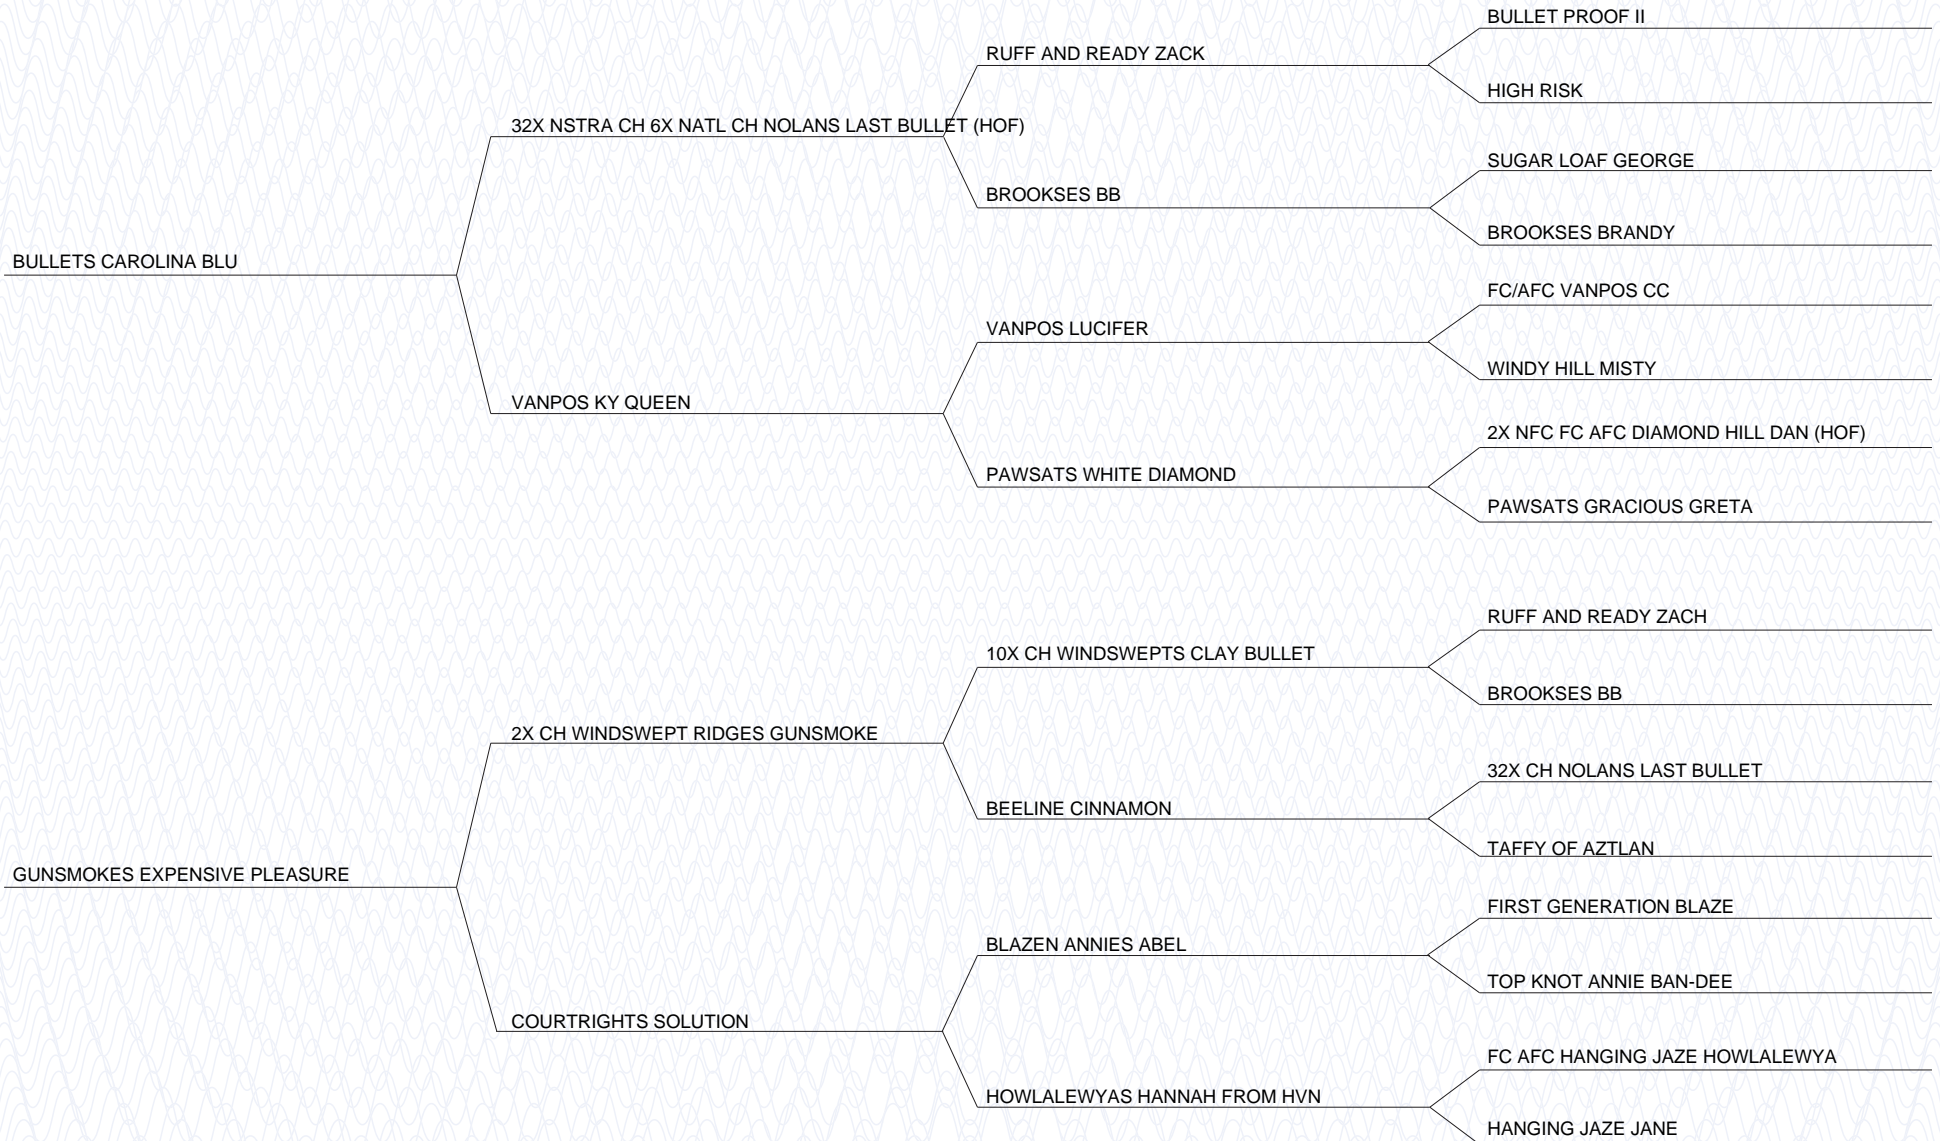 BULLET PROOF II
RUFF AND READY ZACK
HIGH RISK
32X NSTRA CH 6X NATL CH NOLANS LAST BULLET (HOF)
SUGAR LOAF GEORGE
BROOKSES BB
BROOKSES BRANDY
BULLETS CAROLINA BLU
FC/AFC VANPOS CC
VANPOS LUCIFER
WINDY HILL MISTY
VANPOS KY QUEEN
2X NFC FC AFC DIAMOND HILL DAN (HOF)
PAWSATS WHITE DIAMOND
PAWSATS GRACIOUS GRETA
RUFF AND READY ZACH
10X CH WINDSWEPTS CLAY BULLET
BROOKSES BB
2X CH WINDSWEPT RIDGES GUNSMOKE
32X CH NOLANS LAST BULLET
BEELINE CINNAMON
TAFFY OF AZTLAN
GUNSMOKES EXPENSIVE PLEASURE
FIRST GENERATION BLAZE
BLAZEN ANNIES ABEL
TOP KNOT ANNIE BAN-DEE
COURTRIGHTS SOLUTION
FC AFC HANGING JAZE HOWLALEWYA
HOWLALEWYAS HANNAH FROM HVN
HANGING JAZE JANE